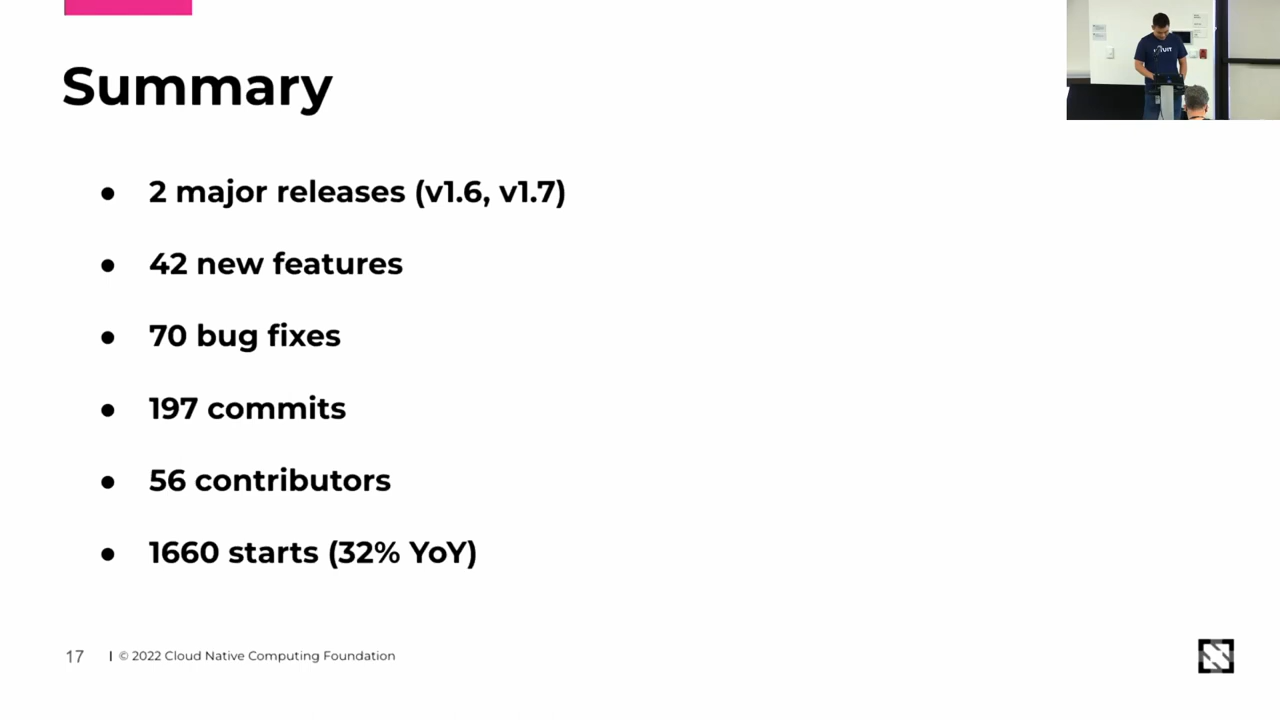 Summary
● 2 major releases (v1.6, v1.7)
● 42 new features
● 70 bug fixes
● 197 commits
● 56 contributors
● 1660 starts (32% YoY)
17 | © 2022 Cloud Native Computing Foundation